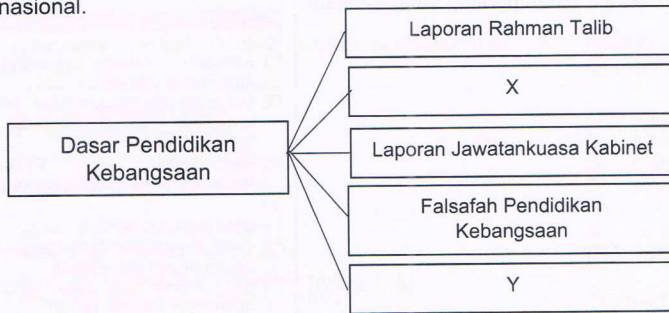 nasional.
Laporan Rahman Talib
X
Dasar Pendidikan
Kebangsaan
Laporan Jawatankuasa Kabinet
Falsafah Pendidikan
Kebangsaan
Y